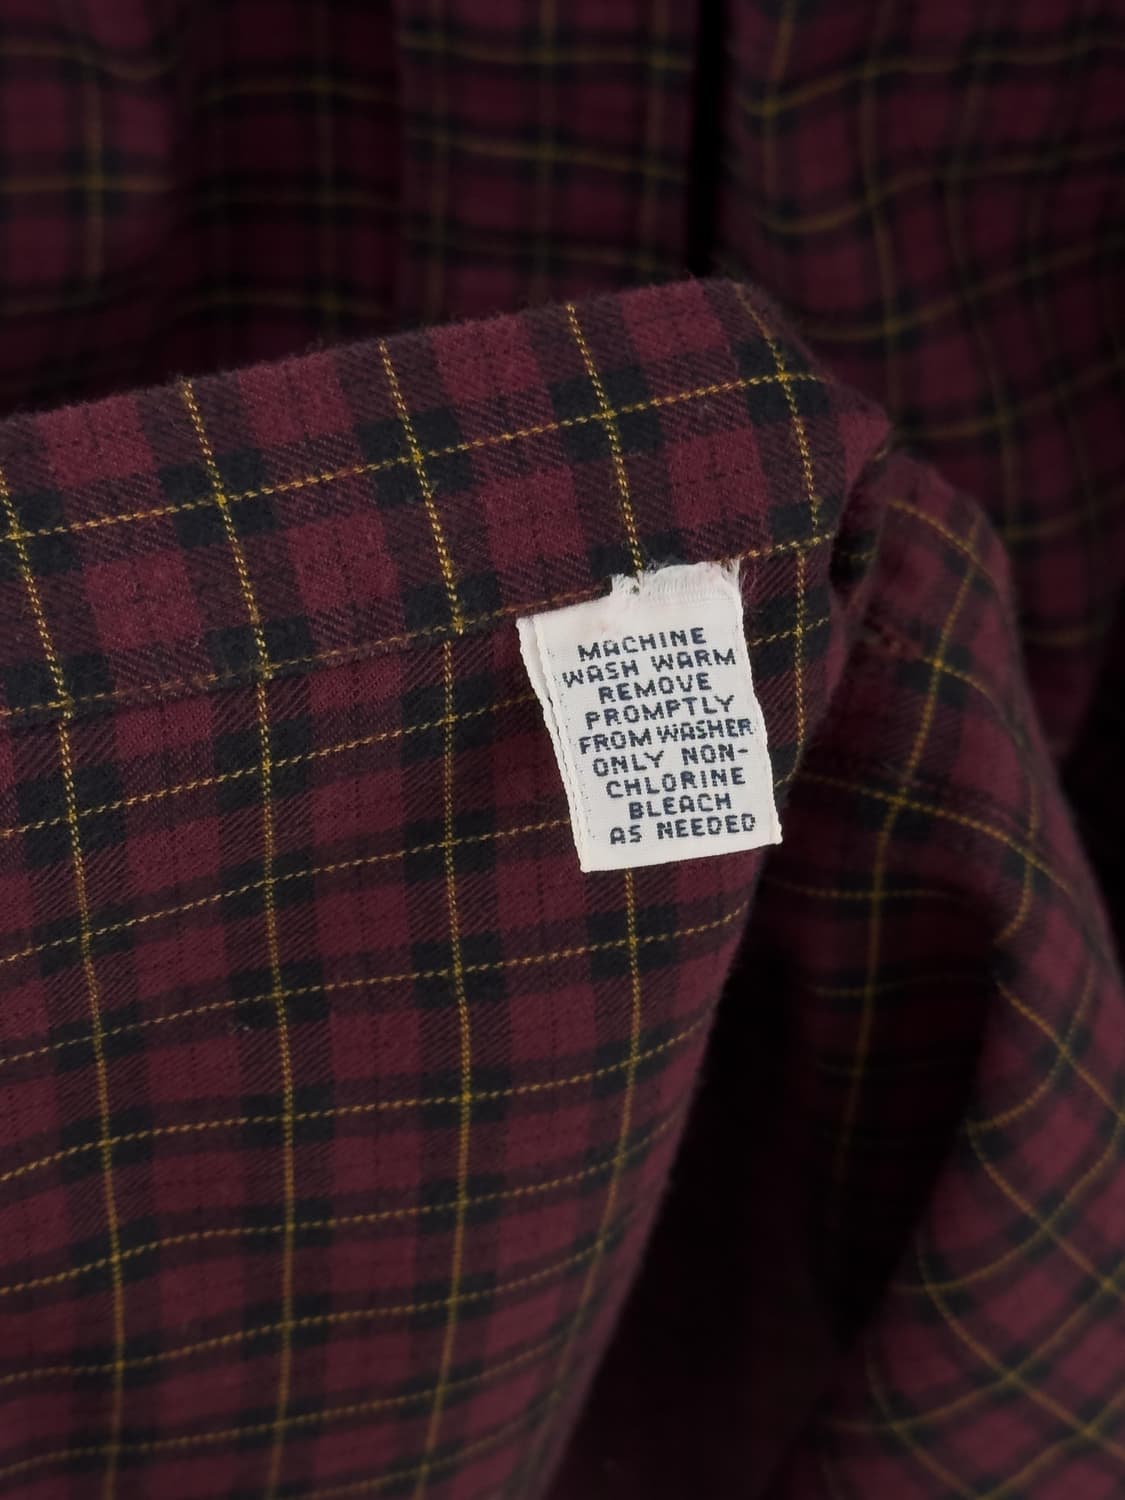 MACHINE
WASH WARM
REMOVE
PROMPTLY
FROM WASHER
ONLY NON-
CHLORINE
BLEACH
AS NEEDED